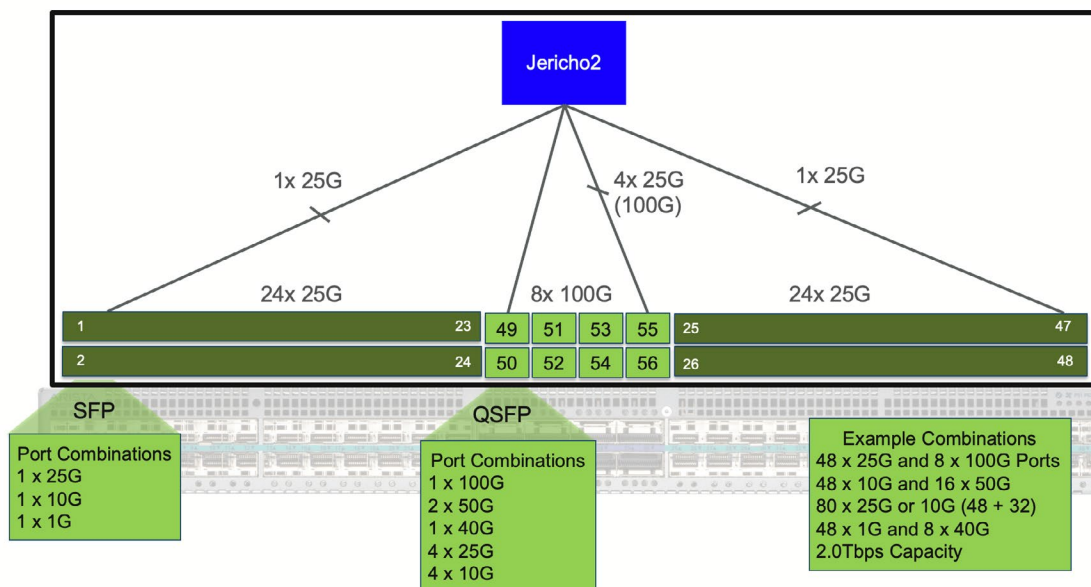 Jericho2
1x 25G
4x 25G
(100G)
1x 25G
24x 25G
8x 100G
24x 25G
1
23
49
51
53
55
25
47
2
24
50
52
54
56
26
48
SFP
QSFP
Port Combinations
1 x 25G
1 x 10G
1 x 1G
Port Combinations
1 x 100G
2 x 50G
1 x 40G
4 x 25G
4 x 10G
Example Combinations
48 x 25G and 8 x 100G Ports
48 x 10G and 16 x 50G
80 x 25G or 10G (48 + 32)
48 x 1G and 8 x 40G
2.0Tbps Capacity